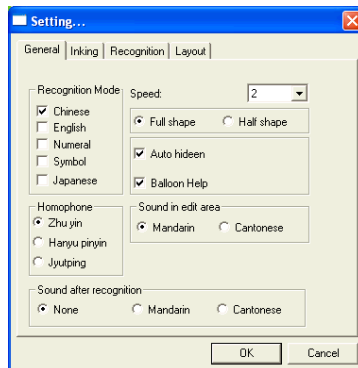 Setting...
General Inking Recognition Layout
Recognition Mode
Chinese
English
Numeral
Symbol
Japanese
Speed: 2
Full shape Half shape
Auto hideen
Balloon Help
Homophone
Zhu yin
Hanyu pinyin
Jyutping
Sound in edit area
Mandarin Cantonese
Sound after recognition
None Mandarin Cantonese
OK Cancel